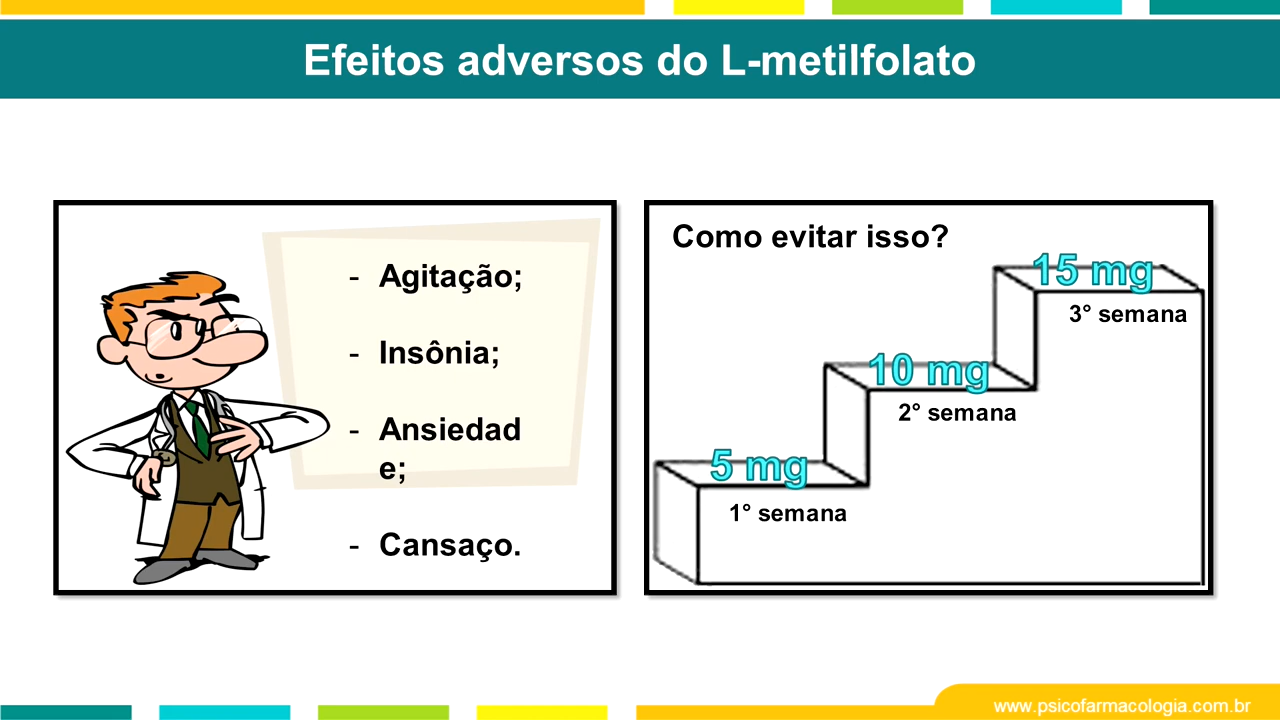 Efeitos adversos do L-metilfolato
- Agitação;
- Insônia;
- Ansiedad
e;
- Cansaço.
Como evitar isso?
15 mg
3° semana
10 mg
2° semana
5 mg
1° semana
www.psicofarmacologia.com.br